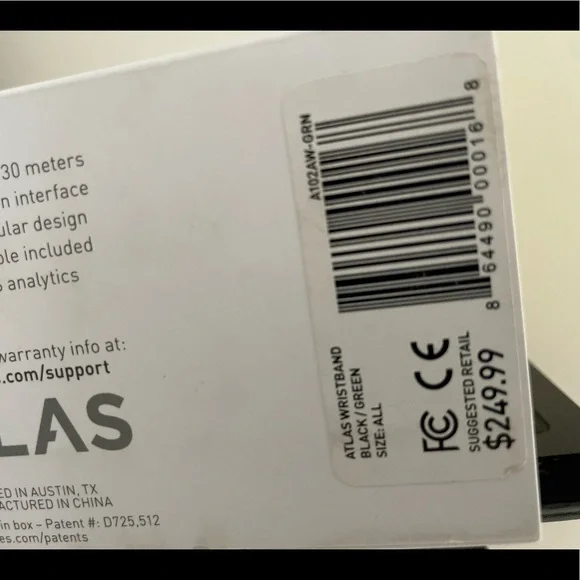 30 meters
n interface
ular design
ble included
analytics
warranty info at:
.com/support
LAS
ED IN AUSTIN, TX
ACTURED IN CHINA
in box – Patent #: D725,512
es.com/patents
A102AW-GRN
8 64490 00016 8
ATLAS WRISTBAND
BLACK / GREEN
SIZE: ALL
FC CE
SUGGESTED RETAIL
$249.99